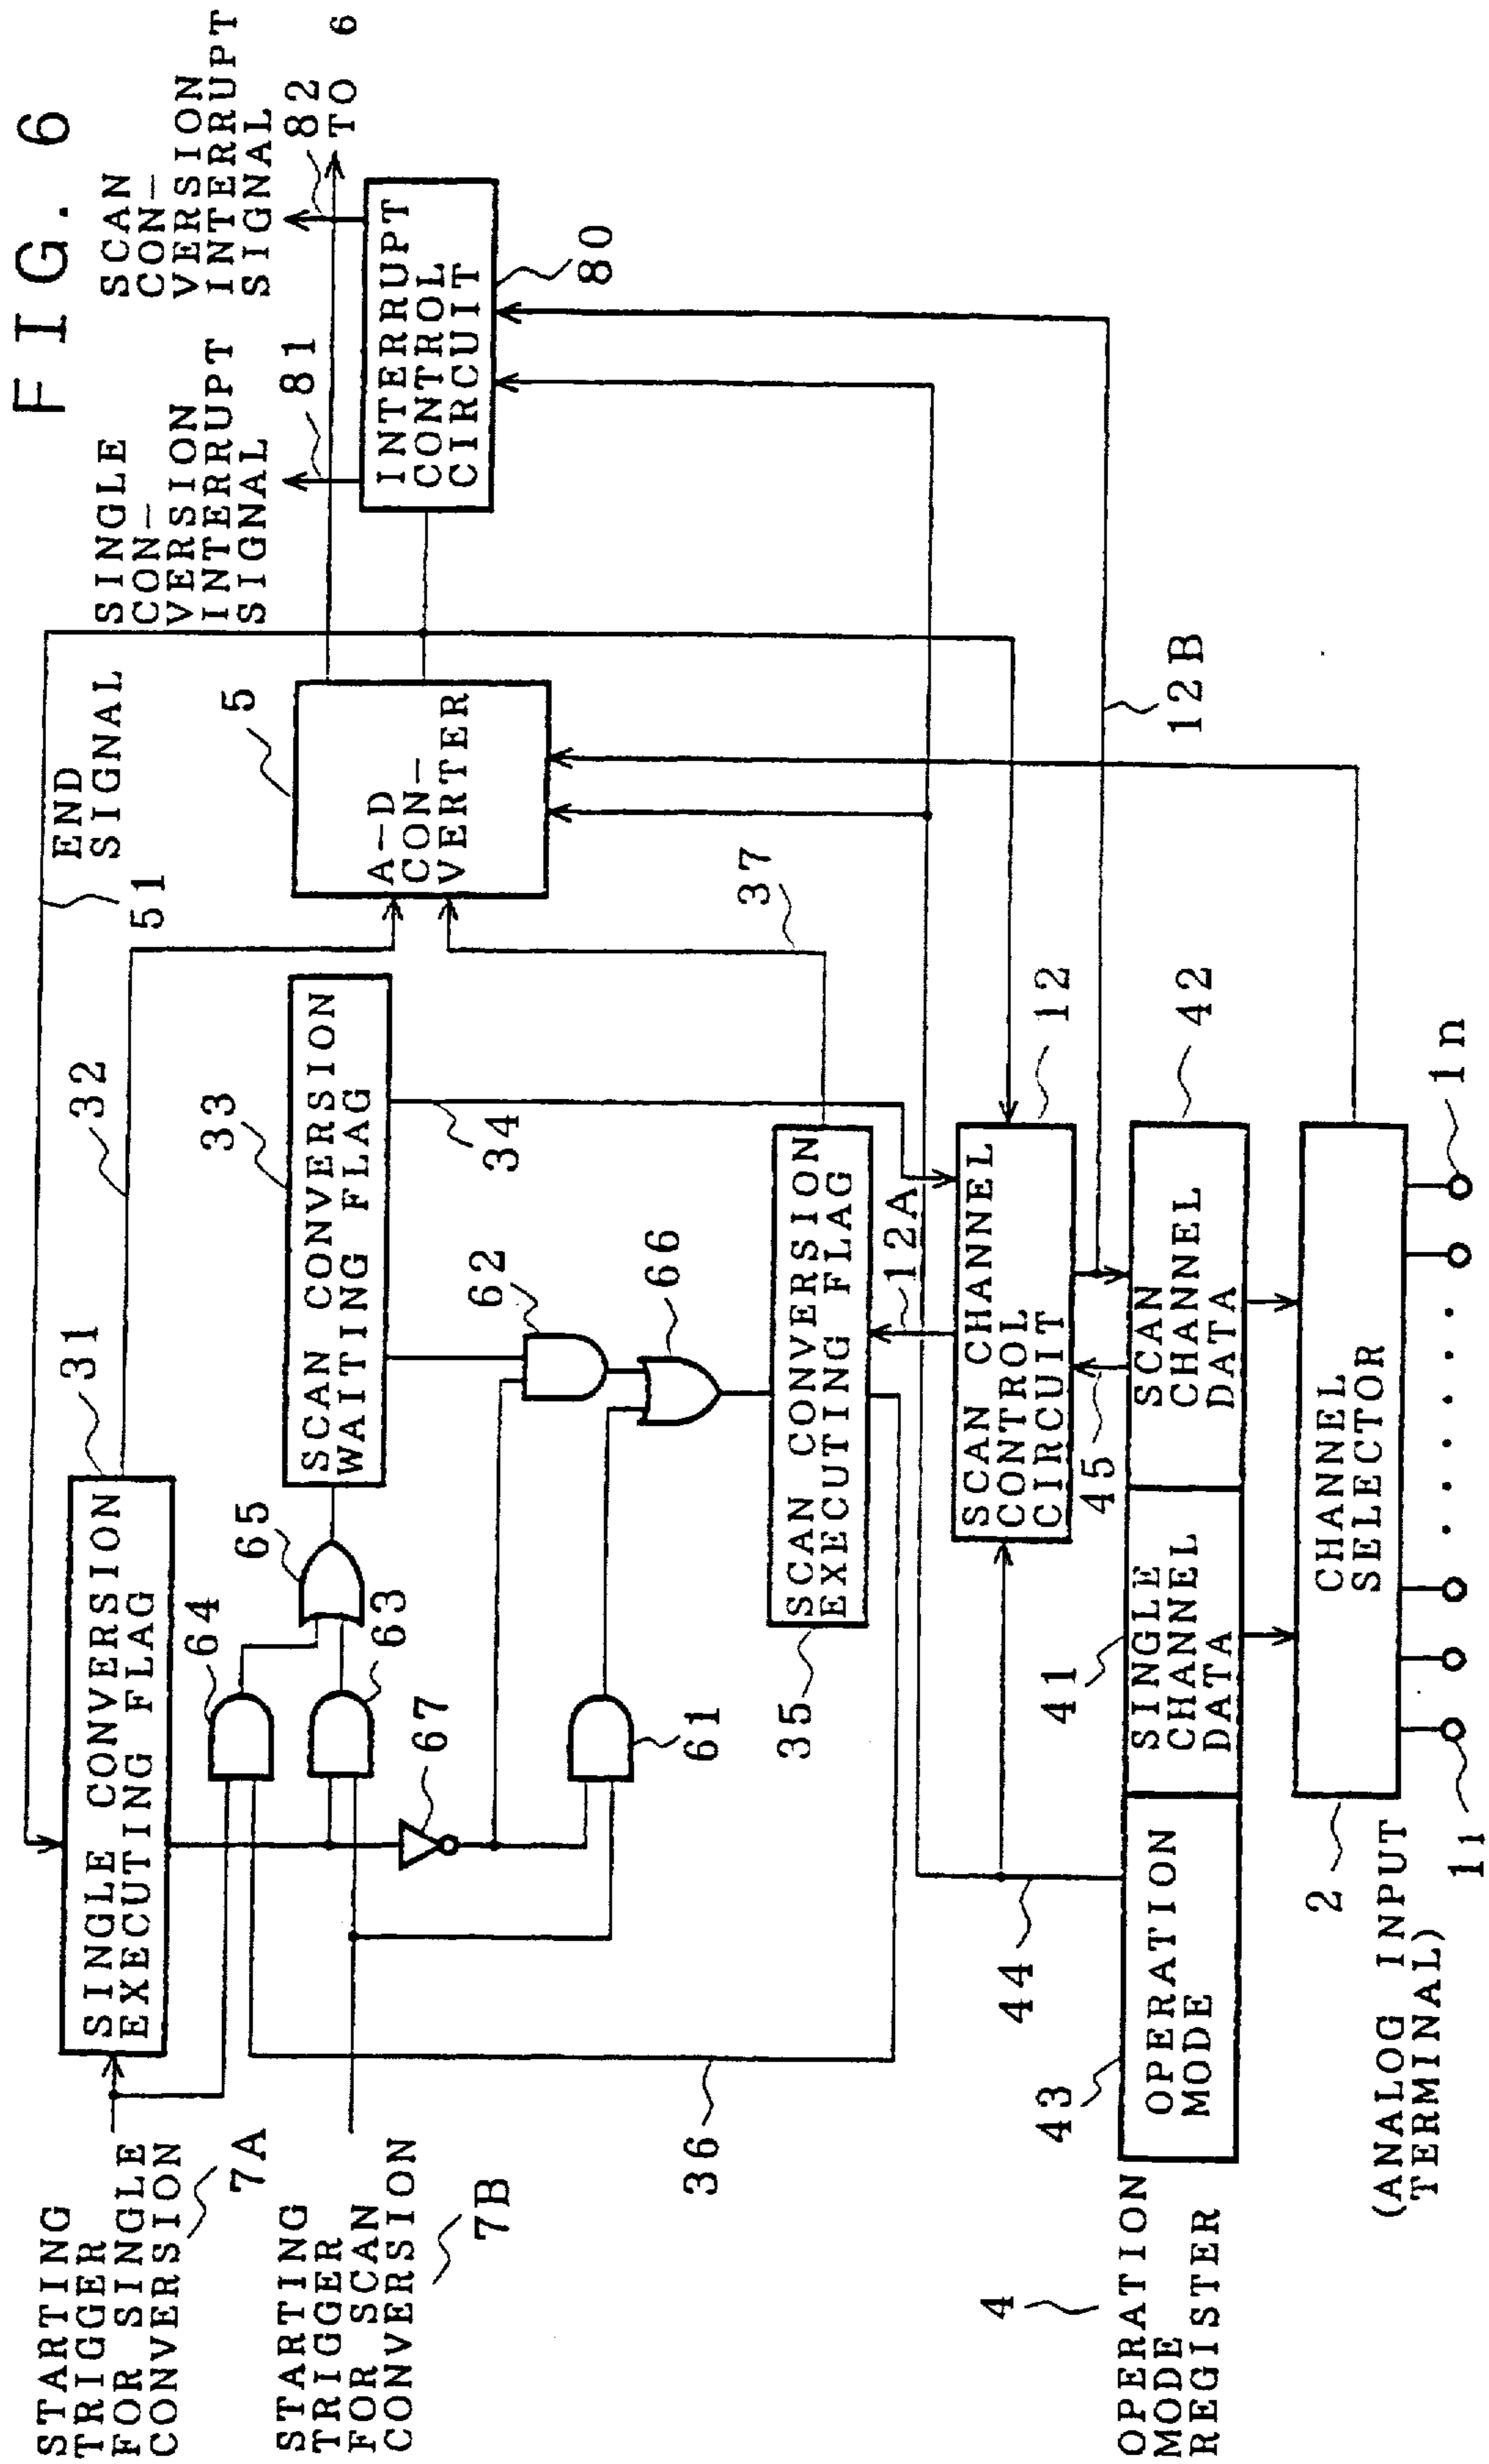 FIG. 6
STARTING
TRIGGER
FOR SINGLE
CONVERSION
7A
SINGLE CONVERSION
EXECUTING FLAG
31
32
END
SIGNAL
51
SINGLE
CON-
VERSION
INTERRUPT
SIGNAL
81
SCAN
CON-
VERSION
INTERRUPT
SIGNAL
82
TO 6
STARTING
TRIGGER
FOR SCAN
CONVERSION
7B
64
65
63
67
SCAN CONVERSION
WAITING FLAG
33
34
A-D
CON-
VERTER
5
INTERRUPT
CONTROL
CIRCUIT
80
62
66
61
36
35
SCAN CONVERSION
EXECUTING FLAG
37
12A
SCAN CHANNEL
CONTROL
CIRCUIT
12
12B
44
45
4
OPERATION
MODE
REGISTER
43
OPERATION
MODE
41
SINGLE
CHANNEL
DATA
SCAN
CHANNEL
DATA
42
2
CHANNEL
SELECTOR
(ANALOG INPUT
TERMINAL)
11
1n